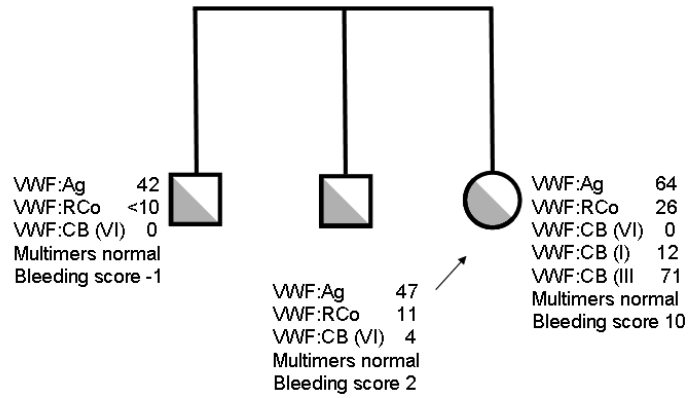 VWF:Ag 42
VWF:RCo <10
VWF:CB (VI) 0
Multimers normal
Bleeding score -1
VWF:Ag 47
VWF:RCo 11
VWF:CB (VI) 4
Multimers normal
Bleeding score 2
VWF:Ag 64
VWF:RCo 26
VWF:CB (VI) 0
VWF:CB (I) 12
VWF:CB (III 71
Multimers normal
Bleeding score 10